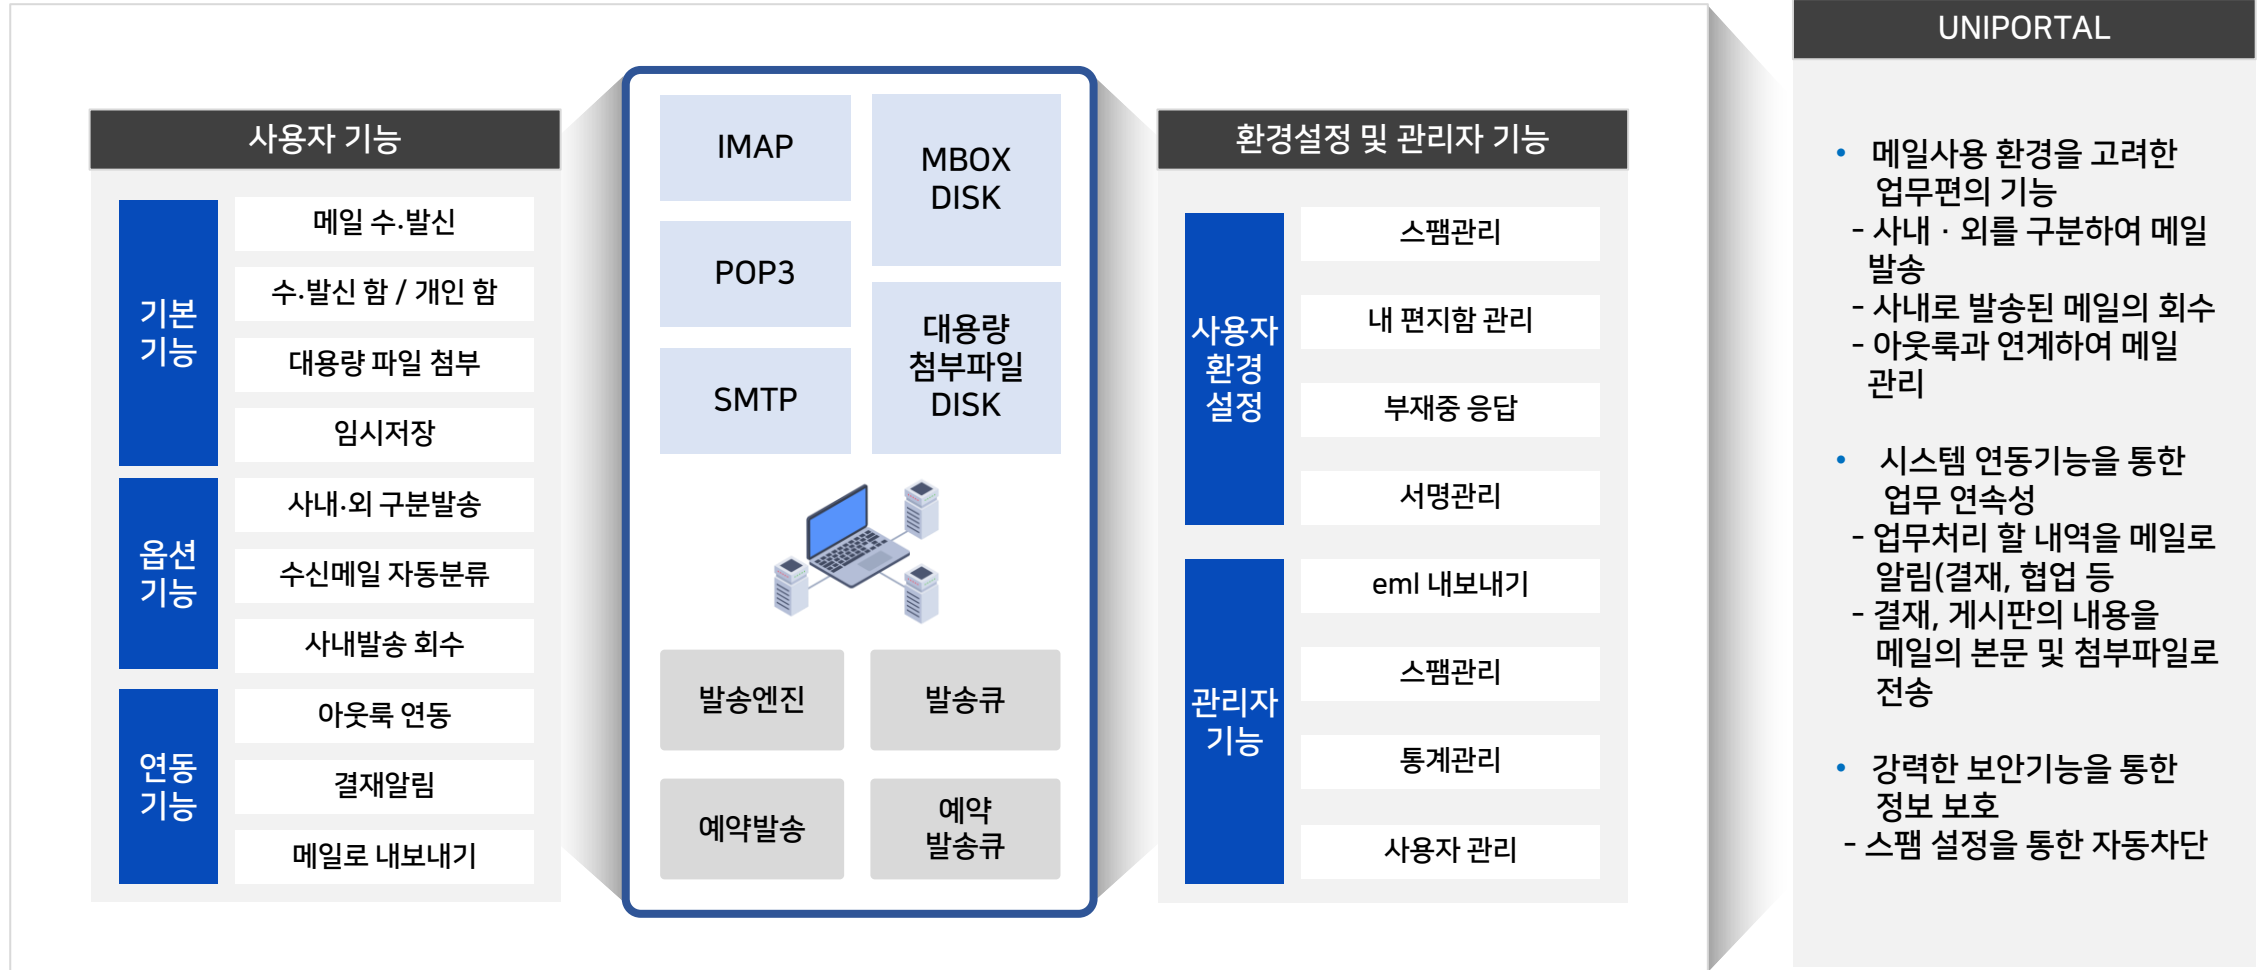 사용자 기능
기본
기능
메일 수.발신
수.발신 함 / 개인 함
대용량 파일 첨부
임시저장
옵션
기능
사내.외 구분발송
수신메일 자동분류
사내발송 회수
연동
기능
아웃룩 연동
결재알림
메일로 내보내기
IMAP
POP3
SMTP
MBOX
DISK
대용량
첨부파일
DISK
발송엔진
발송큐
예약발송
예약
발송큐
환경설정 및 관리자 기능
사용자
환경
설정
스팸관리
내 편지함 관리
부재중 응답
서명관리
관리자
기능
eml 내보내기
스팸관리
통계관리
사용자 관리
UNIPORTAL
• 메일사용 환경을 고려한
업무편의 기능
- 사내 · 외를 구분하여 메일
발송
- 사내로 발송된 메일의 회수
- 아웃룩과 연계하여 메일
관리
• 시스템 연동기능을 통한
업무 연속성
- 업무처리 할 내역을 메일로
알림(결재, 협업 등
- 결재, 게시판의 내용을
메일의 본문 및 첨부파일로
전송
• 강력한 보안기능을 통한
정보 보호
- 스팸 설정을 통한 자동차단